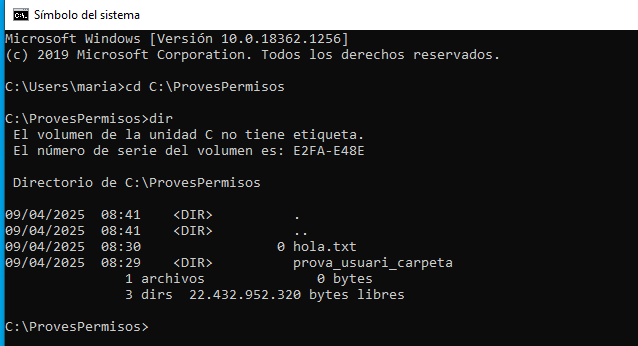 Símbolo del sistema
Microsoft Windows [Versión 10.0.18362.1256]
(c) 2019 Microsoft Corporation. Todos los derechos reservados.
C:\Users\maria>cd C:\ProvesPermisos
C:\ProvesPermisos>dir
El volumen de la unidad C no tiene etiqueta.
El número de serie del volumen es: E2FA-E48E
Directorio de C:\ProvesPermisos
09/04/2025  08:41    <DIR>          .
09/04/2025  08:41    <DIR>          ..
09/04/2025  08:30                 0 hola.txt
09/04/2025  08:29    <DIR>          prova_usuari_carpeta
1 archivos              0 bytes
3 dirs  22.432.952.320 bytes libres
C:\ProvesPermisos>